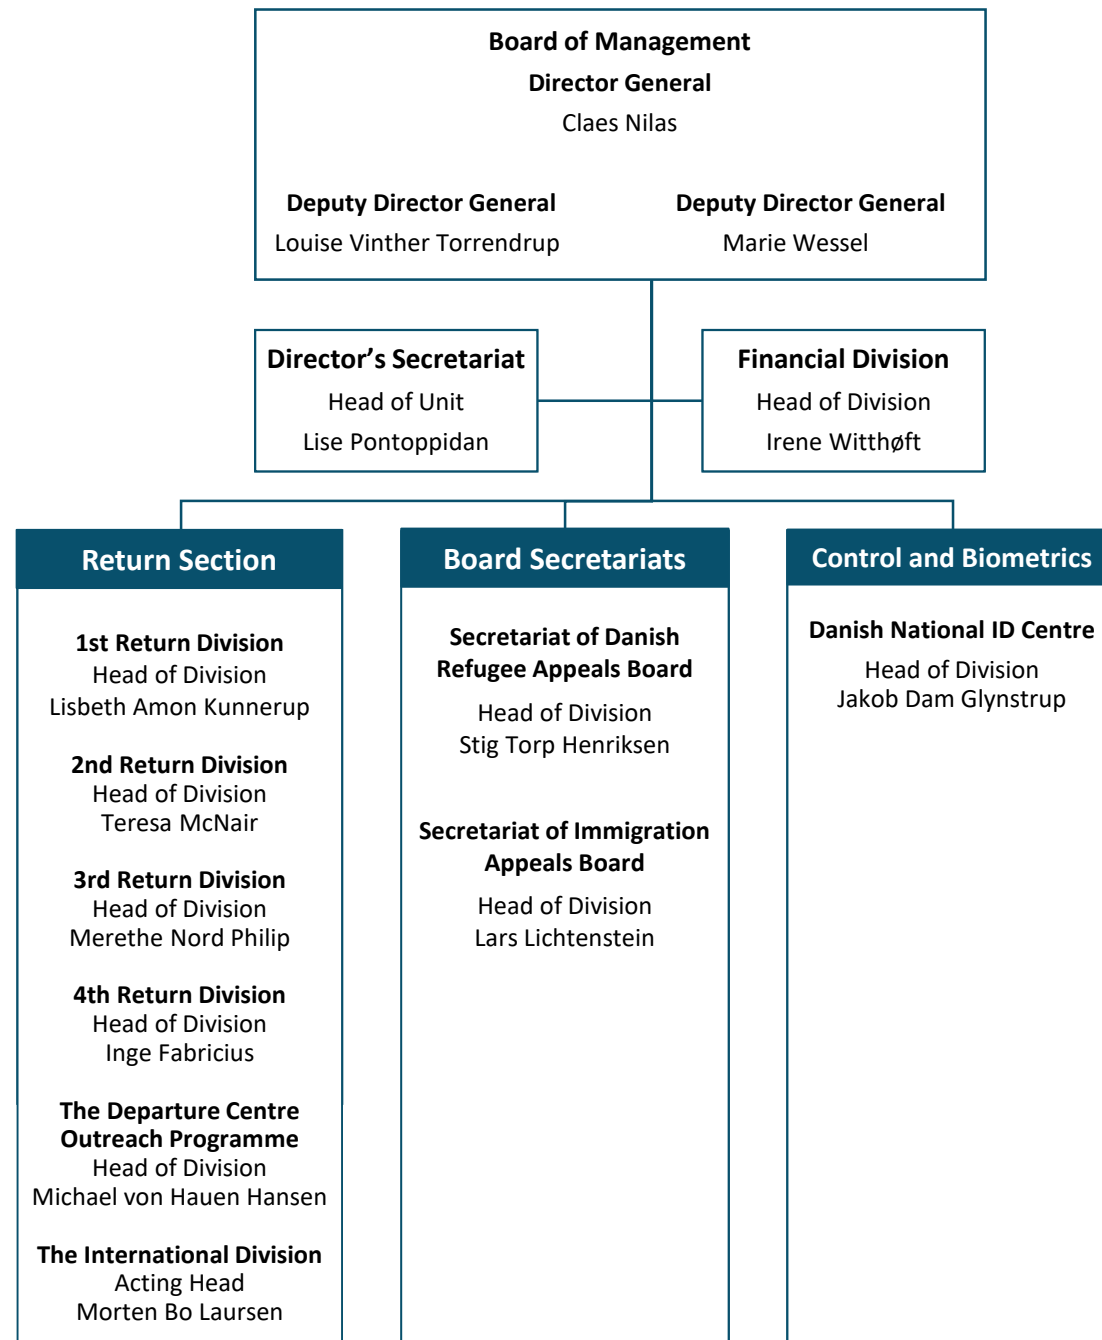 Board of Management
Director General
Claes Nilas
Deputy Director General
Louise Vinther Torrendrup
Deputy Director General
Marie Wessel
Director’s Secretariat
Head of Unit
Lise Pontoppidan
Financial Division
Head of Division
Irene Witthøft
Return Section
1st Return Division
Head of Division
Lisbeth Amon Kunnerup
2nd Return Division
Head of Division
Teresa McNair
3rd Return Division
Head of Division
Merethe Nord Philip
4th Return Division
Head of Division
Inge Fabricius
The Departure Centre
Outreach Programme
Head of Division
Michael von Hauen Hansen
The International Division
Acting Head
Morten Bo Laursen
Board Secretariats
Secretariat of Danish
Refugee Appeals Board
Head of Division
Stig Torp Henriksen
Secretariat of Immigration
Appeals Board
Head of Division
Lars Lichtenstein
Control and Biometrics
Danish National ID Centre
Head of Division
Jakob Dam Glynstrup